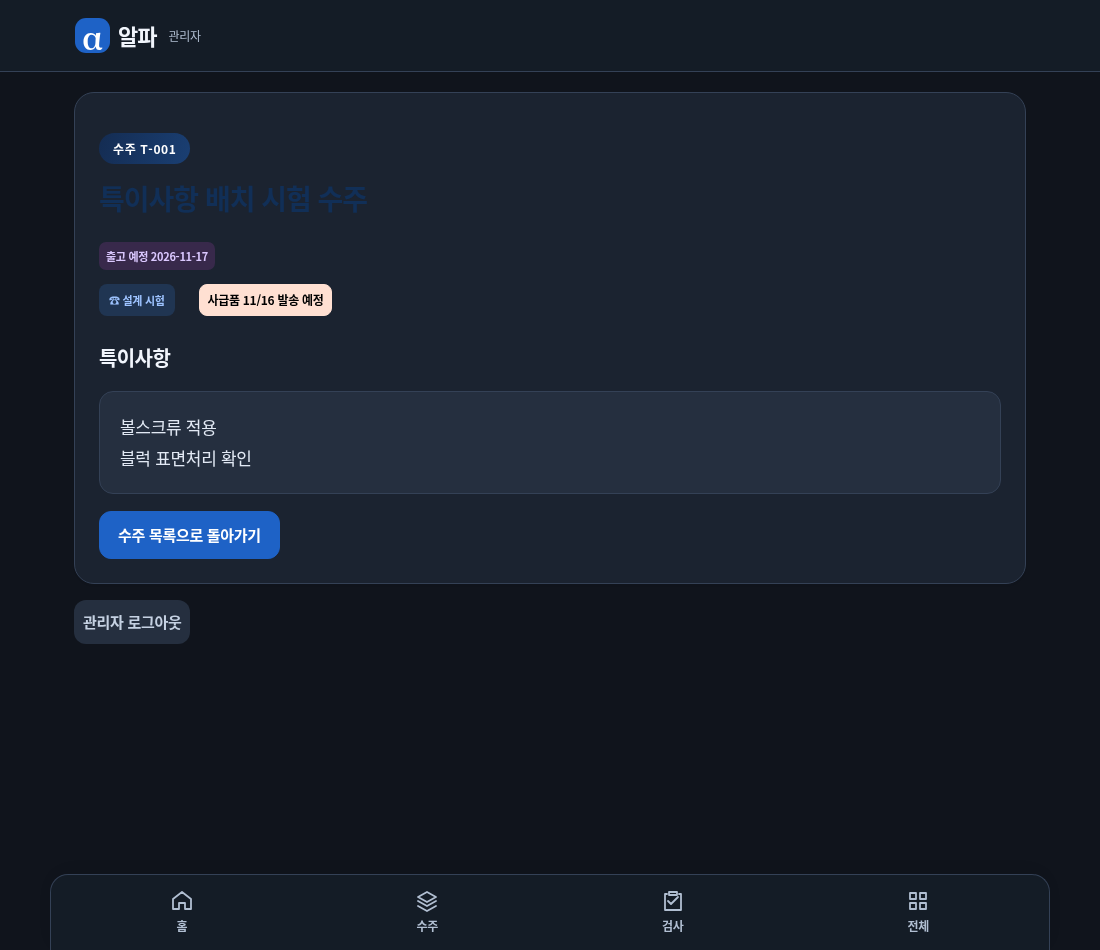 α 알파 관리자
수주 T-001
특이사항 배치 시험 수주
출고 예정 2026-11-17
☎ 설계 시험 사급품 11/16 발송 예정
특이사항
볼스크류 적용
블럭 표면처리 확인
수주 목록으로 돌아가기
관리자 로그아웃
홈 수주 검사 전체